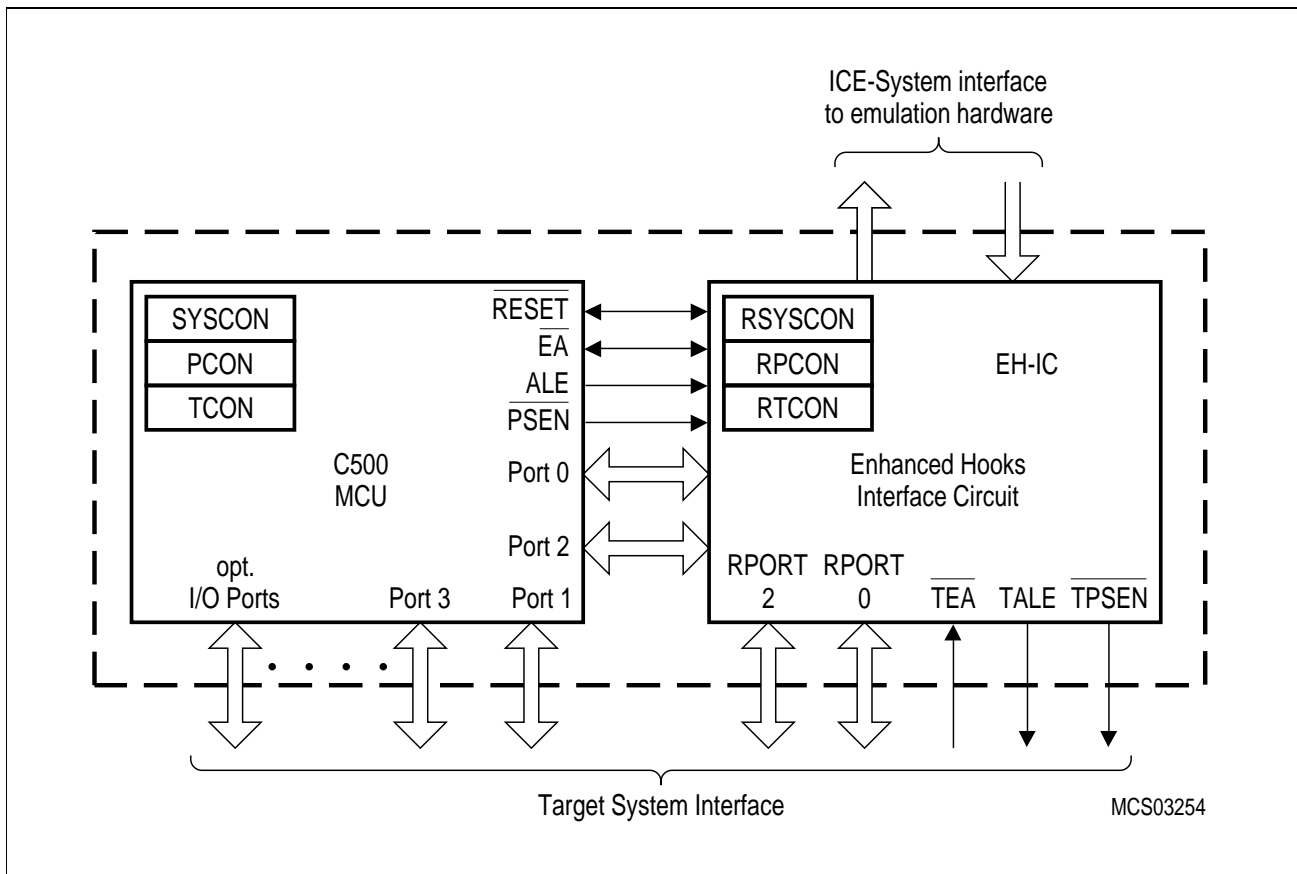 ICE-System interface
to emulation hardware
SYSCON
PCON
TCON
RESET
EA
ALE
PSEN
Port 0
Port 2
C500
MCU
opt.
I/O Ports
Port 3
Port 1
RSYSCON
RPCON
RTCON
EH-IC
Enhanced Hooks
Interface Circuit
RPORT
2
RPORT
0
TEA
TALE
TPSEN
Target System Interface
MCS03254